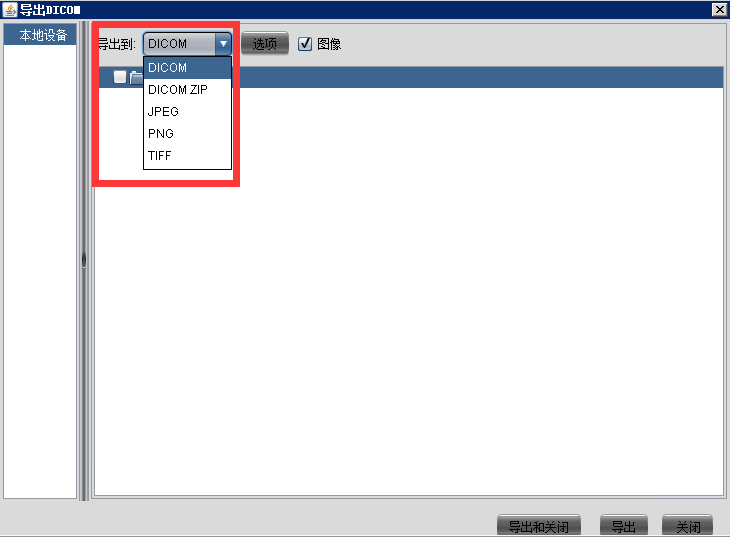 导出DICOM
本地设备
导出到: DICOM 选项 图像
DICOM
DICOM ZIP
JPEG
PNG
TIFF
导出和关闭 导出 关闭